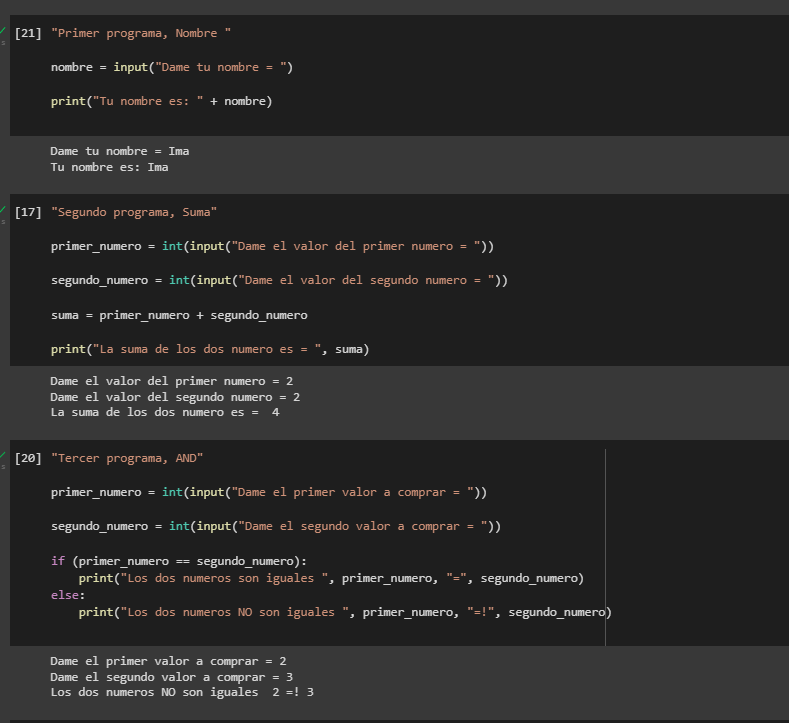 [21] "Primer programa, Nombre "
nombre = input("Dame tu nombre = ")
print("Tu nombre es: " + nombre)
Dame tu nombre = Ima
Tu nombre es: Ima
[17] "Segundo programa, Suma"
primer_numero = int(input("Dame el valor del primer numero = "))
segundo_numero = int(input("Dame el valor del segundo numero = "))
suma = primer_numero + segundo_numero
print("La suma de los dos numero es = ", suma)
Dame el valor del primer numero = 2
Dame el valor del segundo numero = 2
La suma de los dos numero es =  4
[20] "Tercer programa, AND"
primer_numero = int(input("Dame el primer valor a comprar = "))
segundo_numero = int(input("Dame el segundo valor a comprar = "))
if (primer_numero == segundo_numero):
    print("Los dos numeros son iguales ", primer_numero, "=", segundo_numero)
else:
    print("Los dos numeros NO son iguales ", primer_numero, "=!", segundo_numero)
Dame el primer valor a comprar = 2
Dame el segundo valor a comprar = 3
Los dos numeros NO son iguales  2 =! 3